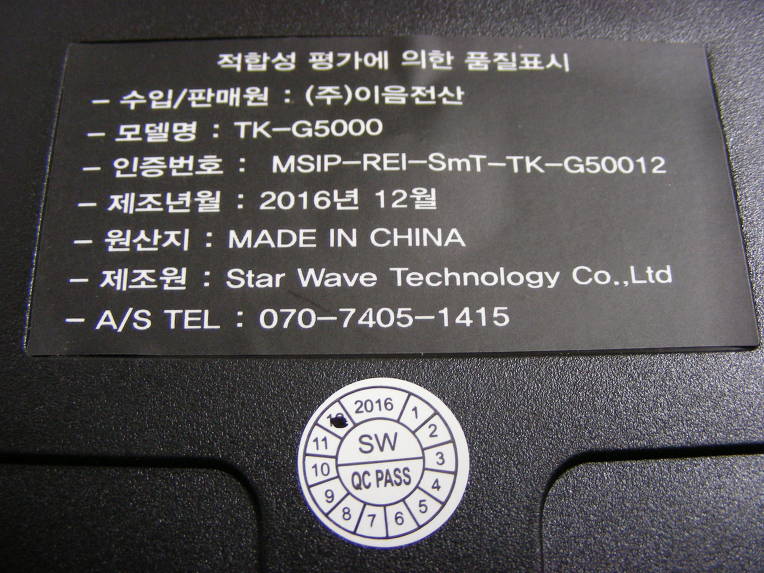 적합성 평가에 의한 품질표시
- 수입/판매원 : (주)이음전산
- 모델명 : TK-G5000
- 인증번호 : MSIP-REI-SmT-TK-G50012
- 제조년월 : 2016년 12월
- 원산지 : MADE IN CHINA
- 제조원 : Star Wave Technology Co.,Ltd
- A/S TEL : 070-7405-1415
2016
1
2
3
4
5
6
7
8
9
10
11
SW
QC PASS